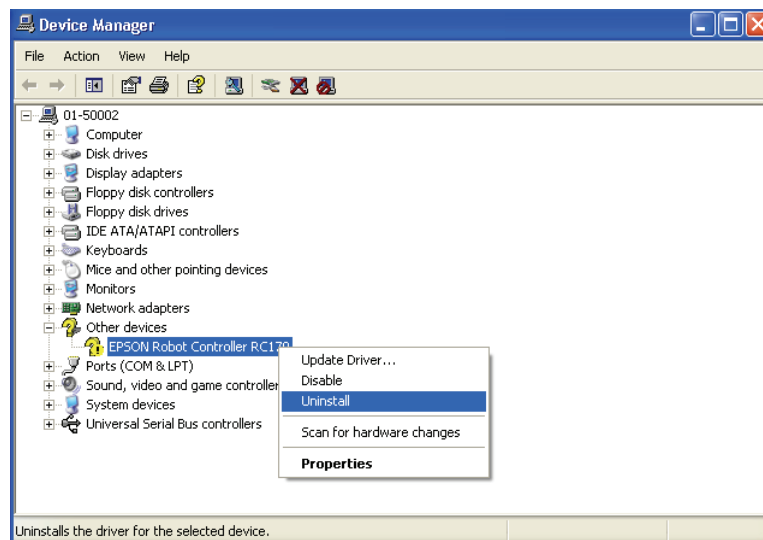 Device Manager
File Action View Help
01-50002
Computer
Disk drives
Display adapters
Floppy disk controllers
Floppy disk drives
IDE ATA/ATAPI controllers
Keyboards
Mice and other pointing devices
Monitors
Network adapters
Other devices
EPSON Robot Controller RC170
Ports (COM & LPT)
Sound, video and game controller
System devices
Universal Serial Bus controllers
Update Driver...
Disable
Uninstall
Scan for hardware changes
Properties
Uninstalls the driver for the selected device.